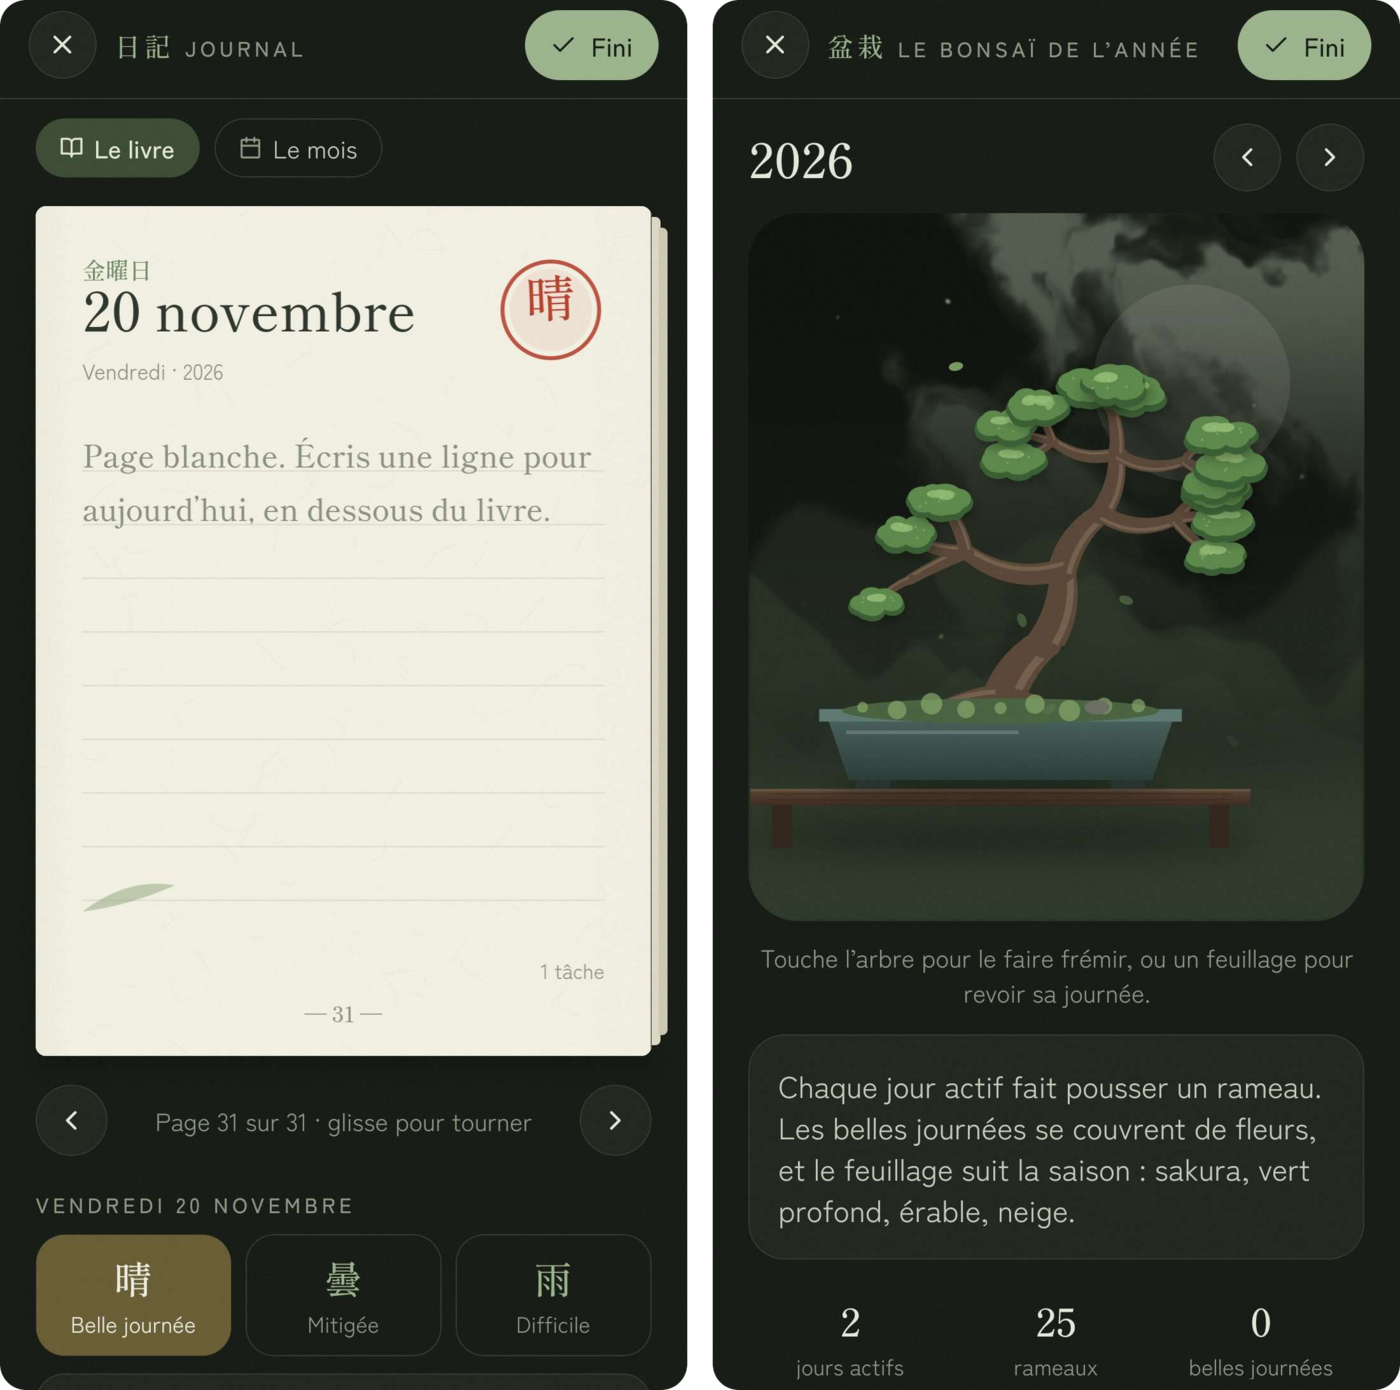 日記 JOURNAL
Fini
Le livre
Le mois
金曜日
20 novembre
晴
Vendredi · 2026
Page blanche. Écris une ligne pour
aujourd’hui, en dessous du livre.
1 tâche
— 31 —
Page 31 sur 31 · glisse pour tourner
VENDREDI 20 NOVEMBRE
晴
Belle journée
曇
Mitigée
雨
Difficile
盆栽 LE BONSAÏ DE L’ANNÉE
Fini
2026
Touche l’arbre pour le faire frémir, ou un feuillage pour
revoir sa journée.
Chaque jour actif fait pousser un rameau.
Les belles journées se couvrent de fleurs,
et le feuillage suit la saison : sakura, vert
profond, érable, neige.
2
jours actifs
25
rameaux
0
belles journées